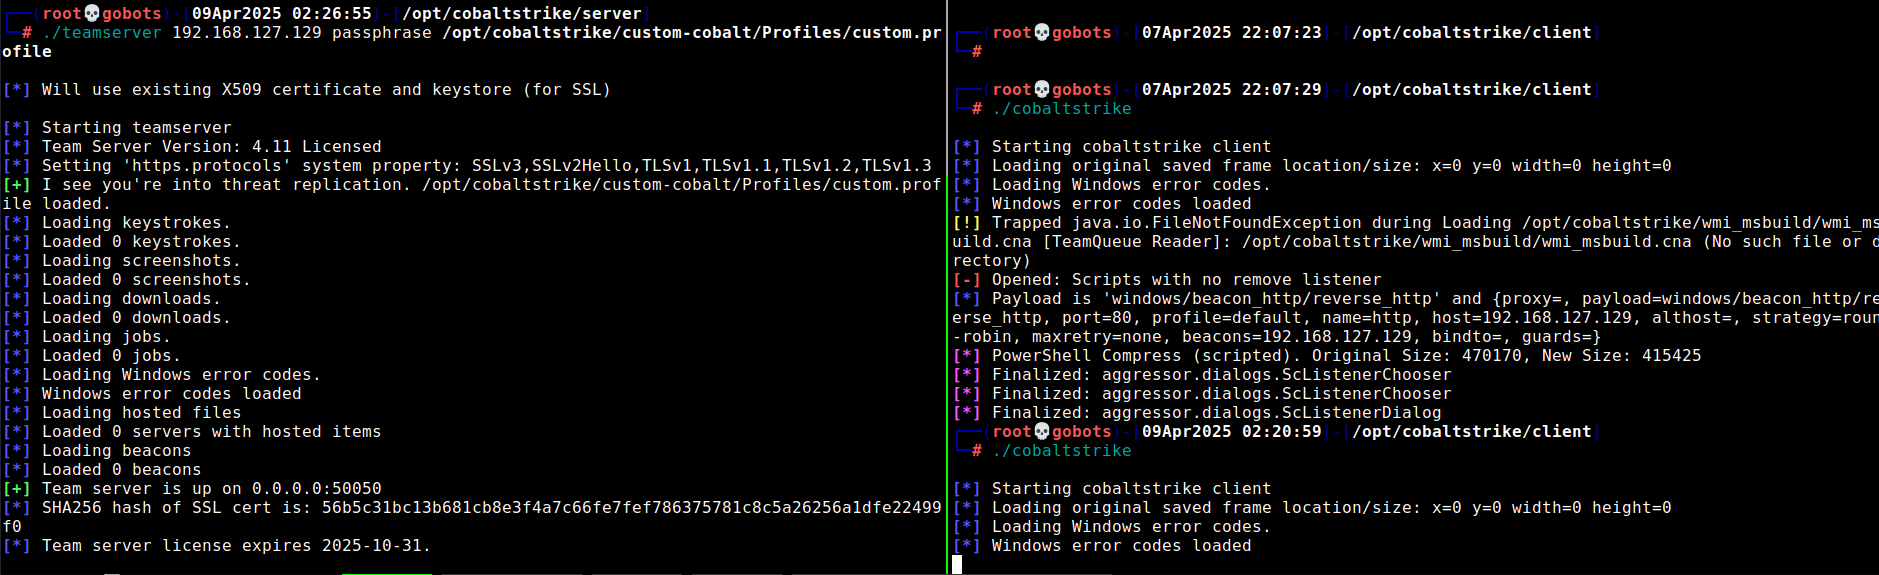 (root💀gobots)-[09Apr2025 02:26:55]-[/opt/cobaltstrike/server]
# ./teamserver 192.168.127.129 passphrase /opt/cobaltstrike/custom-cobalt/Profiles/custom.pr
ofile
[*] Will use existing X509 certificate and keystore (for SSL)
[*] Starting teamserver
[*] Team Server Version: 4.11 Licensed
[*] Setting 'https.protocols' system property: SSLv3,SSLv2Hello,TLSv1,TLSv1.1,TLSv1.2,TLSv1.3
[+] I see you're into threat replication. /opt/cobaltstrike/custom-cobalt/Profiles/custom.prof
ile loaded.
[*] Loading keystrokes.
[*] Loaded 0 keystrokes.
[*] Loading screenshots.
[*] Loaded 0 screenshots.
[*] Loading downloads.
[*] Loaded 0 downloads.
[*] Loading jobs.
[*] Loaded 0 jobs.
[*] Loading Windows error codes.
[*] Windows error codes loaded
[*] Loading hosted files
[*] Loaded 0 servers with hosted items
[*] Loading beacons
[*] Loaded 0 beacons
[+] Team server is up on 0.0.0.0:50050
[*] SHA256 hash of SSL cert is: 56b5c31bc13b681cb8e3f4a7c66fe7fef786375781c8c5a26256a1dfe22499
f0
[*] Team server license expires 2025-10-31.
(root💀gobots)-[07Apr2025 22:07:23]-[/opt/cobaltstrike/client]
#
(root💀gobots)-[07Apr2025 22:07:29]-[/opt/cobaltstrike/client]
# ./cobaltstrike
[*] Starting cobaltstrike client
[*] Loading original saved frame location/size: x=0 y=0 width=0 height=0
[*] Loading Windows error codes.
[*] Windows error codes loaded
[!] Trapped java.io.FileNotFoundException during Loading /opt/cobaltstrike/wmi_msbuild/wmi_ms
uild.cna [TeamQueue Reader]: /opt/cobaltstrike/wmi_msbuild/wmi_msbuild.cna (No such file or d
rectory)
[-] Opened: Scripts with no remove listener
[*] Payload is 'windows/beacon_http/reverse_http' and {proxy=, payload=windows/beacon_http/re
erse_http, port=80, profile=default, name=http, host=192.168.127.129, althost=, strategy=roun
-robin, maxretry=none, beacons=192.168.127.129, bindto=, guards=}
[*] PowerShell Compress (scripted). Original Size: 470170, New Size: 415425
[*] Finalized: aggressor.dialogs.ScListenerChooser
[*] Finalized: aggressor.dialogs.ScListenerChooser
[*] Finalized: aggressor.dialogs.ScListenerDialog
(root💀gobots)-[09Apr2025 02:20:59]-[/opt/cobaltstrike/client]
# ./cobaltstrike
[*] Starting cobaltstrike client
[*] Loading original saved frame location/size: x=0 y=0 width=0 height=0
[*] Loading Windows error codes.
[*] Windows error codes loaded